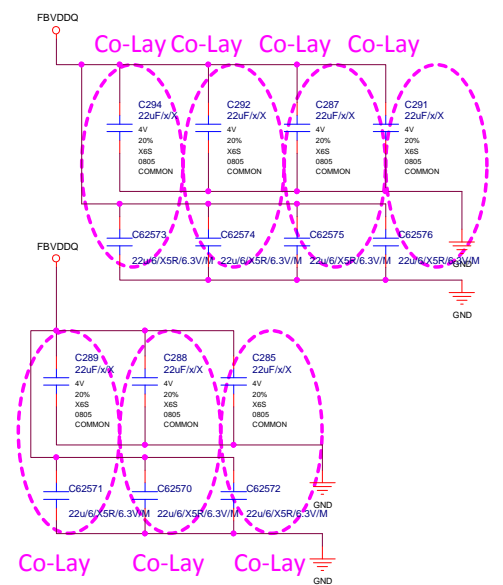 FBVDDQ
Co-Lay Co-Lay Co-Lay Co-Lay
C294 C292 C287 C291
22uF/x/X 22uF/x/X 22uF/x/X 22uF/x/X
4V 4V 4V 4V
20% 20% 20% 20%
X6S X6S X6S X6S
0805 0805 0805 0805
COMMON COMMON COMMON COMMON
C62573 C62574 C62575 C62576
FBVDDQ
GND
22u/6/X5R/6.3V/M 22u/6/X5R/6.3V/M 22u/6/X5R/6.3V/M 22u/6/X5R/6.3V/M
GND
C289 C288 C285
22uF/x/X 22uF/x/X 22uF/x/X
4V 4V 4V
20% 20% 20%
X6S X6S X6S
0805 0805 0805
COMMON COMMON COMMON
C62571 C62570 C62572
GND
22u/6/X5R/6.3V/M 22u/6/X5R/6.3V/M 22u/6/X5R/6.3V/M
Co-Lay Co-Lay Co-Lay
GND